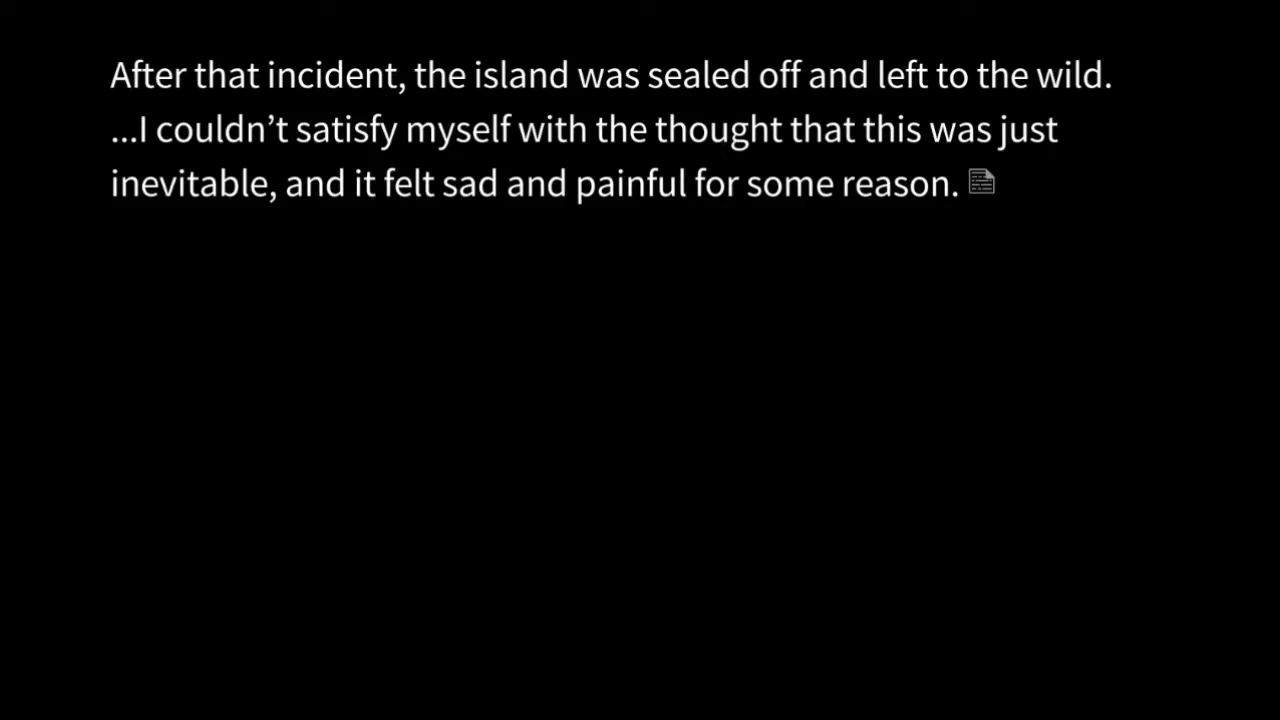 After that incident, the island was sealed off and left to the wild.
...I couldn’t satisfy myself with the thought that this was just
inevitable, and it felt sad and painful for some reason.